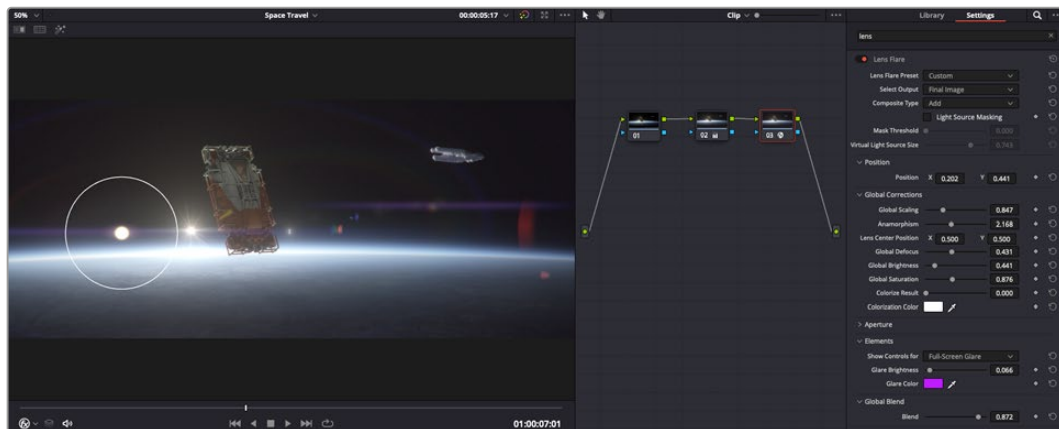 50% Space Travel 00:00:05:17 Clip Library Settings
lens
Lens Flare
Lens Flare Preset Custom
Select Output Final Image
Composite Type Add
Light Source Masking
Mask Threshold 9.000
Virtual Light Source Size 0.743
Position
Position X 0.202 Y 0.441
Global Corrections
Global Scaling 0.847
Anamorphism 2.168
Lens Center Position X 0.500 Y 0.500
Global Defocus 0.431
Global Brightness 0.441
Global Saturation 0.876
Colorize Result 0.000
Colorization Color
Aperture
Elements
Show Controls for Full-Screen Glare
Glare Brightness 0.066
Glare Color
Global Blend
Blend 0.872
01 02 03
01:00:07:01